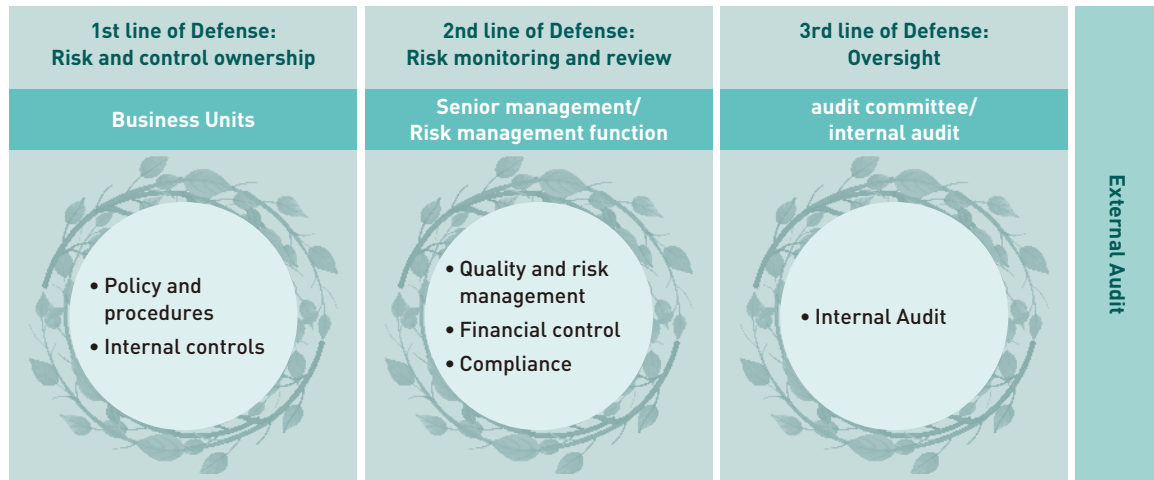 1st line of Defense:
Risk and control ownership
Business Units
• Policy and
procedures
• Internal controls
2nd line of Defense:
Risk monitoring and review
Senior management/
Risk management function
• Quality and risk
management
• Financial control
• Compliance
3rd line of Defense:
Oversight
audit committee/
internal audit
• Internal Audit
External Audit